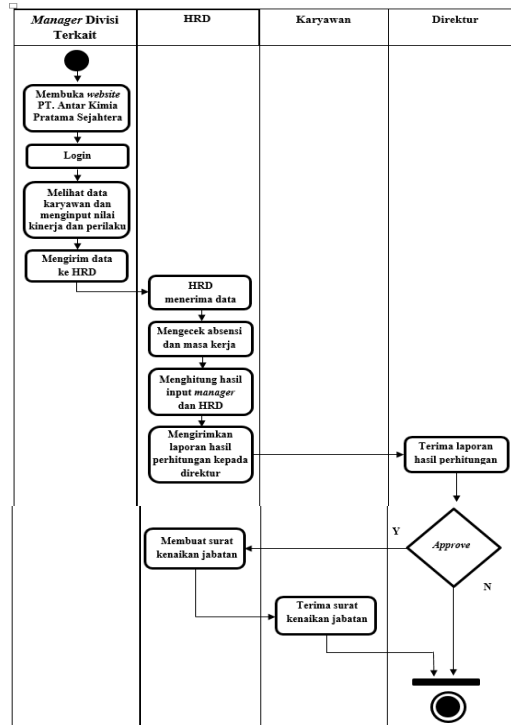 Manager Divisi
Terkait
HRD
Karyawan
Direktur
Membuka website
PT. Antar Kimia
Pratama Sejahtera
Login
Melihat data
karyawan dan
menginput nilai
kinerja dan perilaku
Mengirim data
ke HRD
HRD
menerima data
Mengecek absensi
dan masa kerja
Menghitung hasil
input manager
dan HRD
Mengirimkan
laporan hasil
perhitungan kepada
direktur
Terima laporan
hasil perhitungan
Approve
Y
N
Membuat surat
kenaikan jabatan
Terima surat
kenaikan jabatan